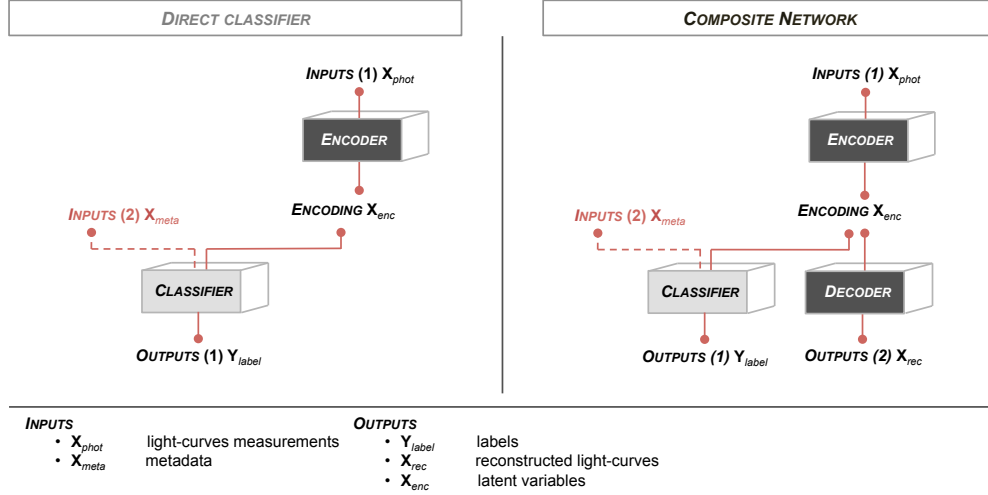 DIRECT CLASSIFIER
INPUTS (1) X_phot
ENCODER
ENCODING X_enc
INPUTS (2) X_meta
CLASSIFIER
OUTPUTS (1) Y_label
COMPOSITE NETWORK
INPUTS (1) X_phot
ENCODER
ENCODING X_enc
INPUTS (2) X_meta
CLASSIFIER
DECODER
OUTPUTS (1) Y_label
OUTPUTS (2) X_rec
INPUTS
• X_phot light-curves measurements
• X_meta metadata
OUTPUTS
• Y_label labels
• X_rec reconstructed light-curves
• X_enc latent variables